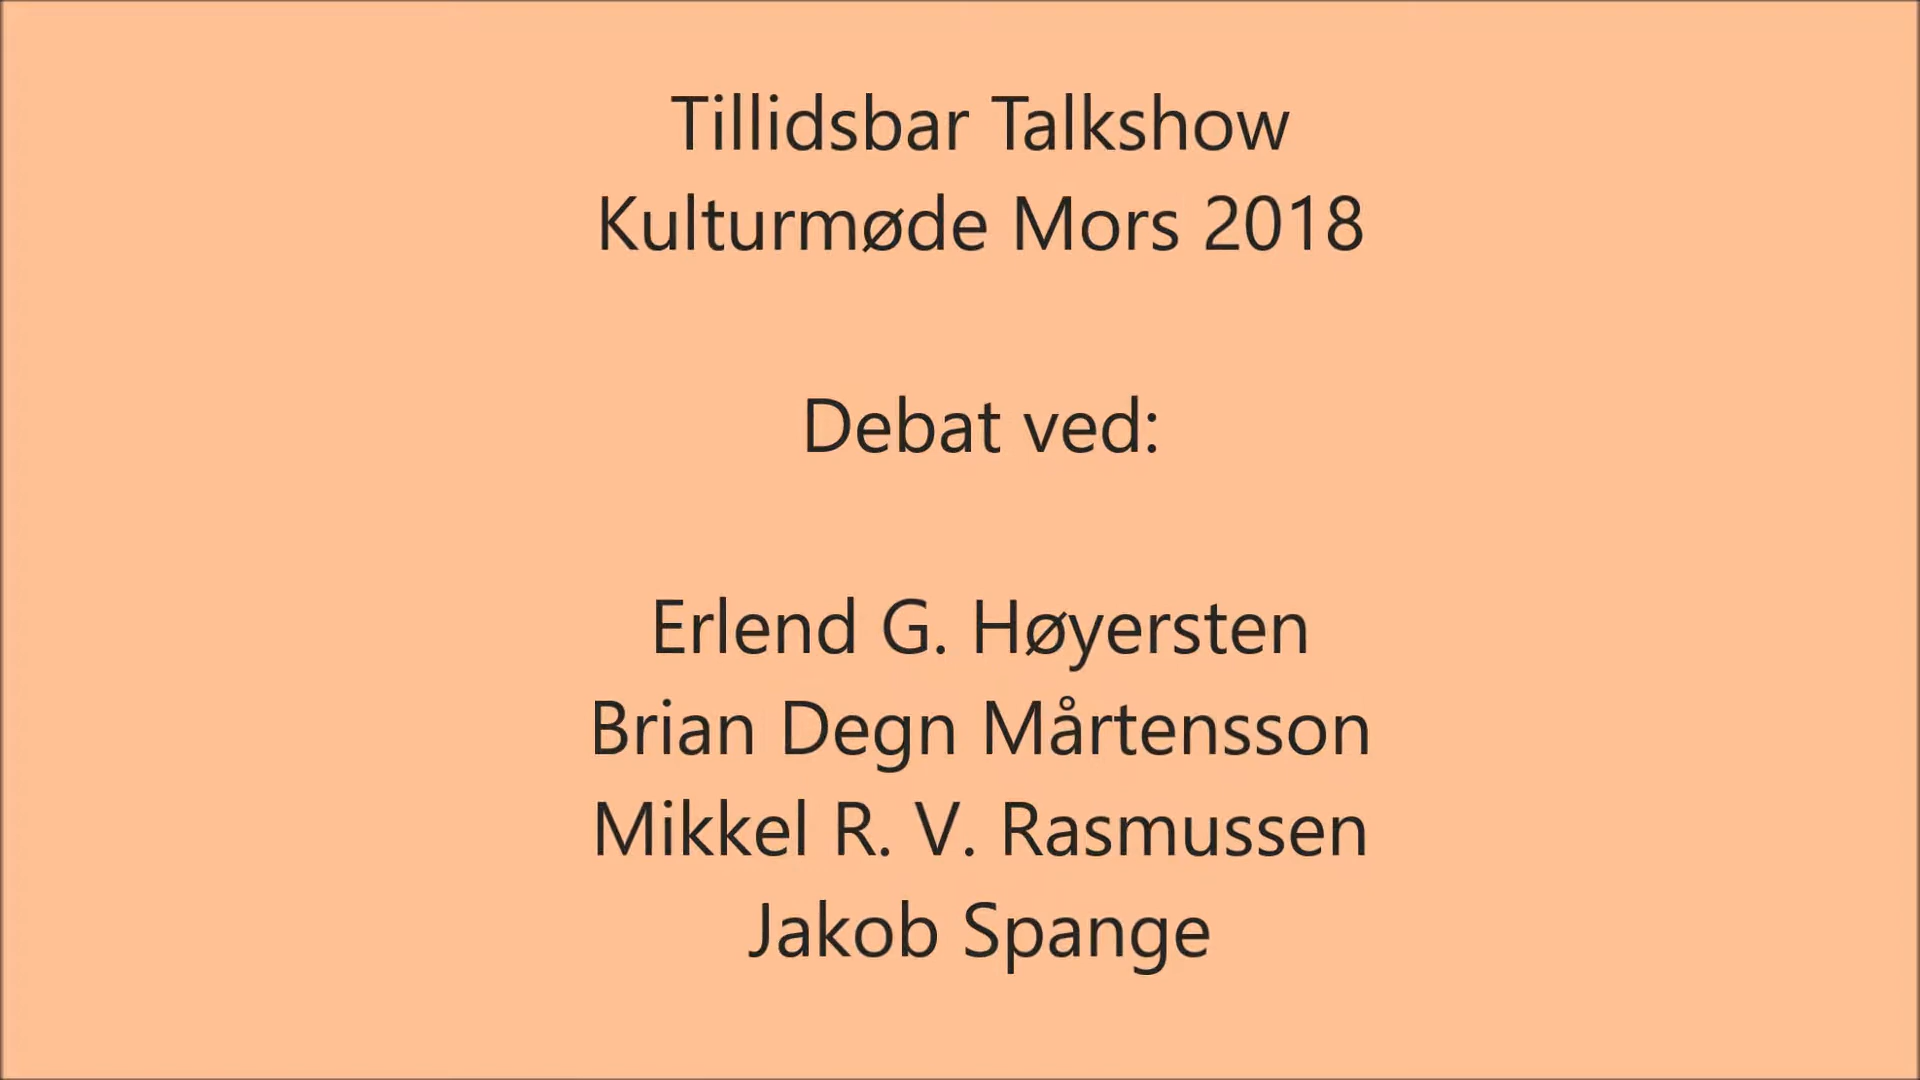 Tillidsbar Talkshow
Kulturmøde Mors 2018
Debat ved:
Erlend G. Høyersten
Brian Degn Mårtensson
Mikkel R. V. Rasmussen
Jakob Spange